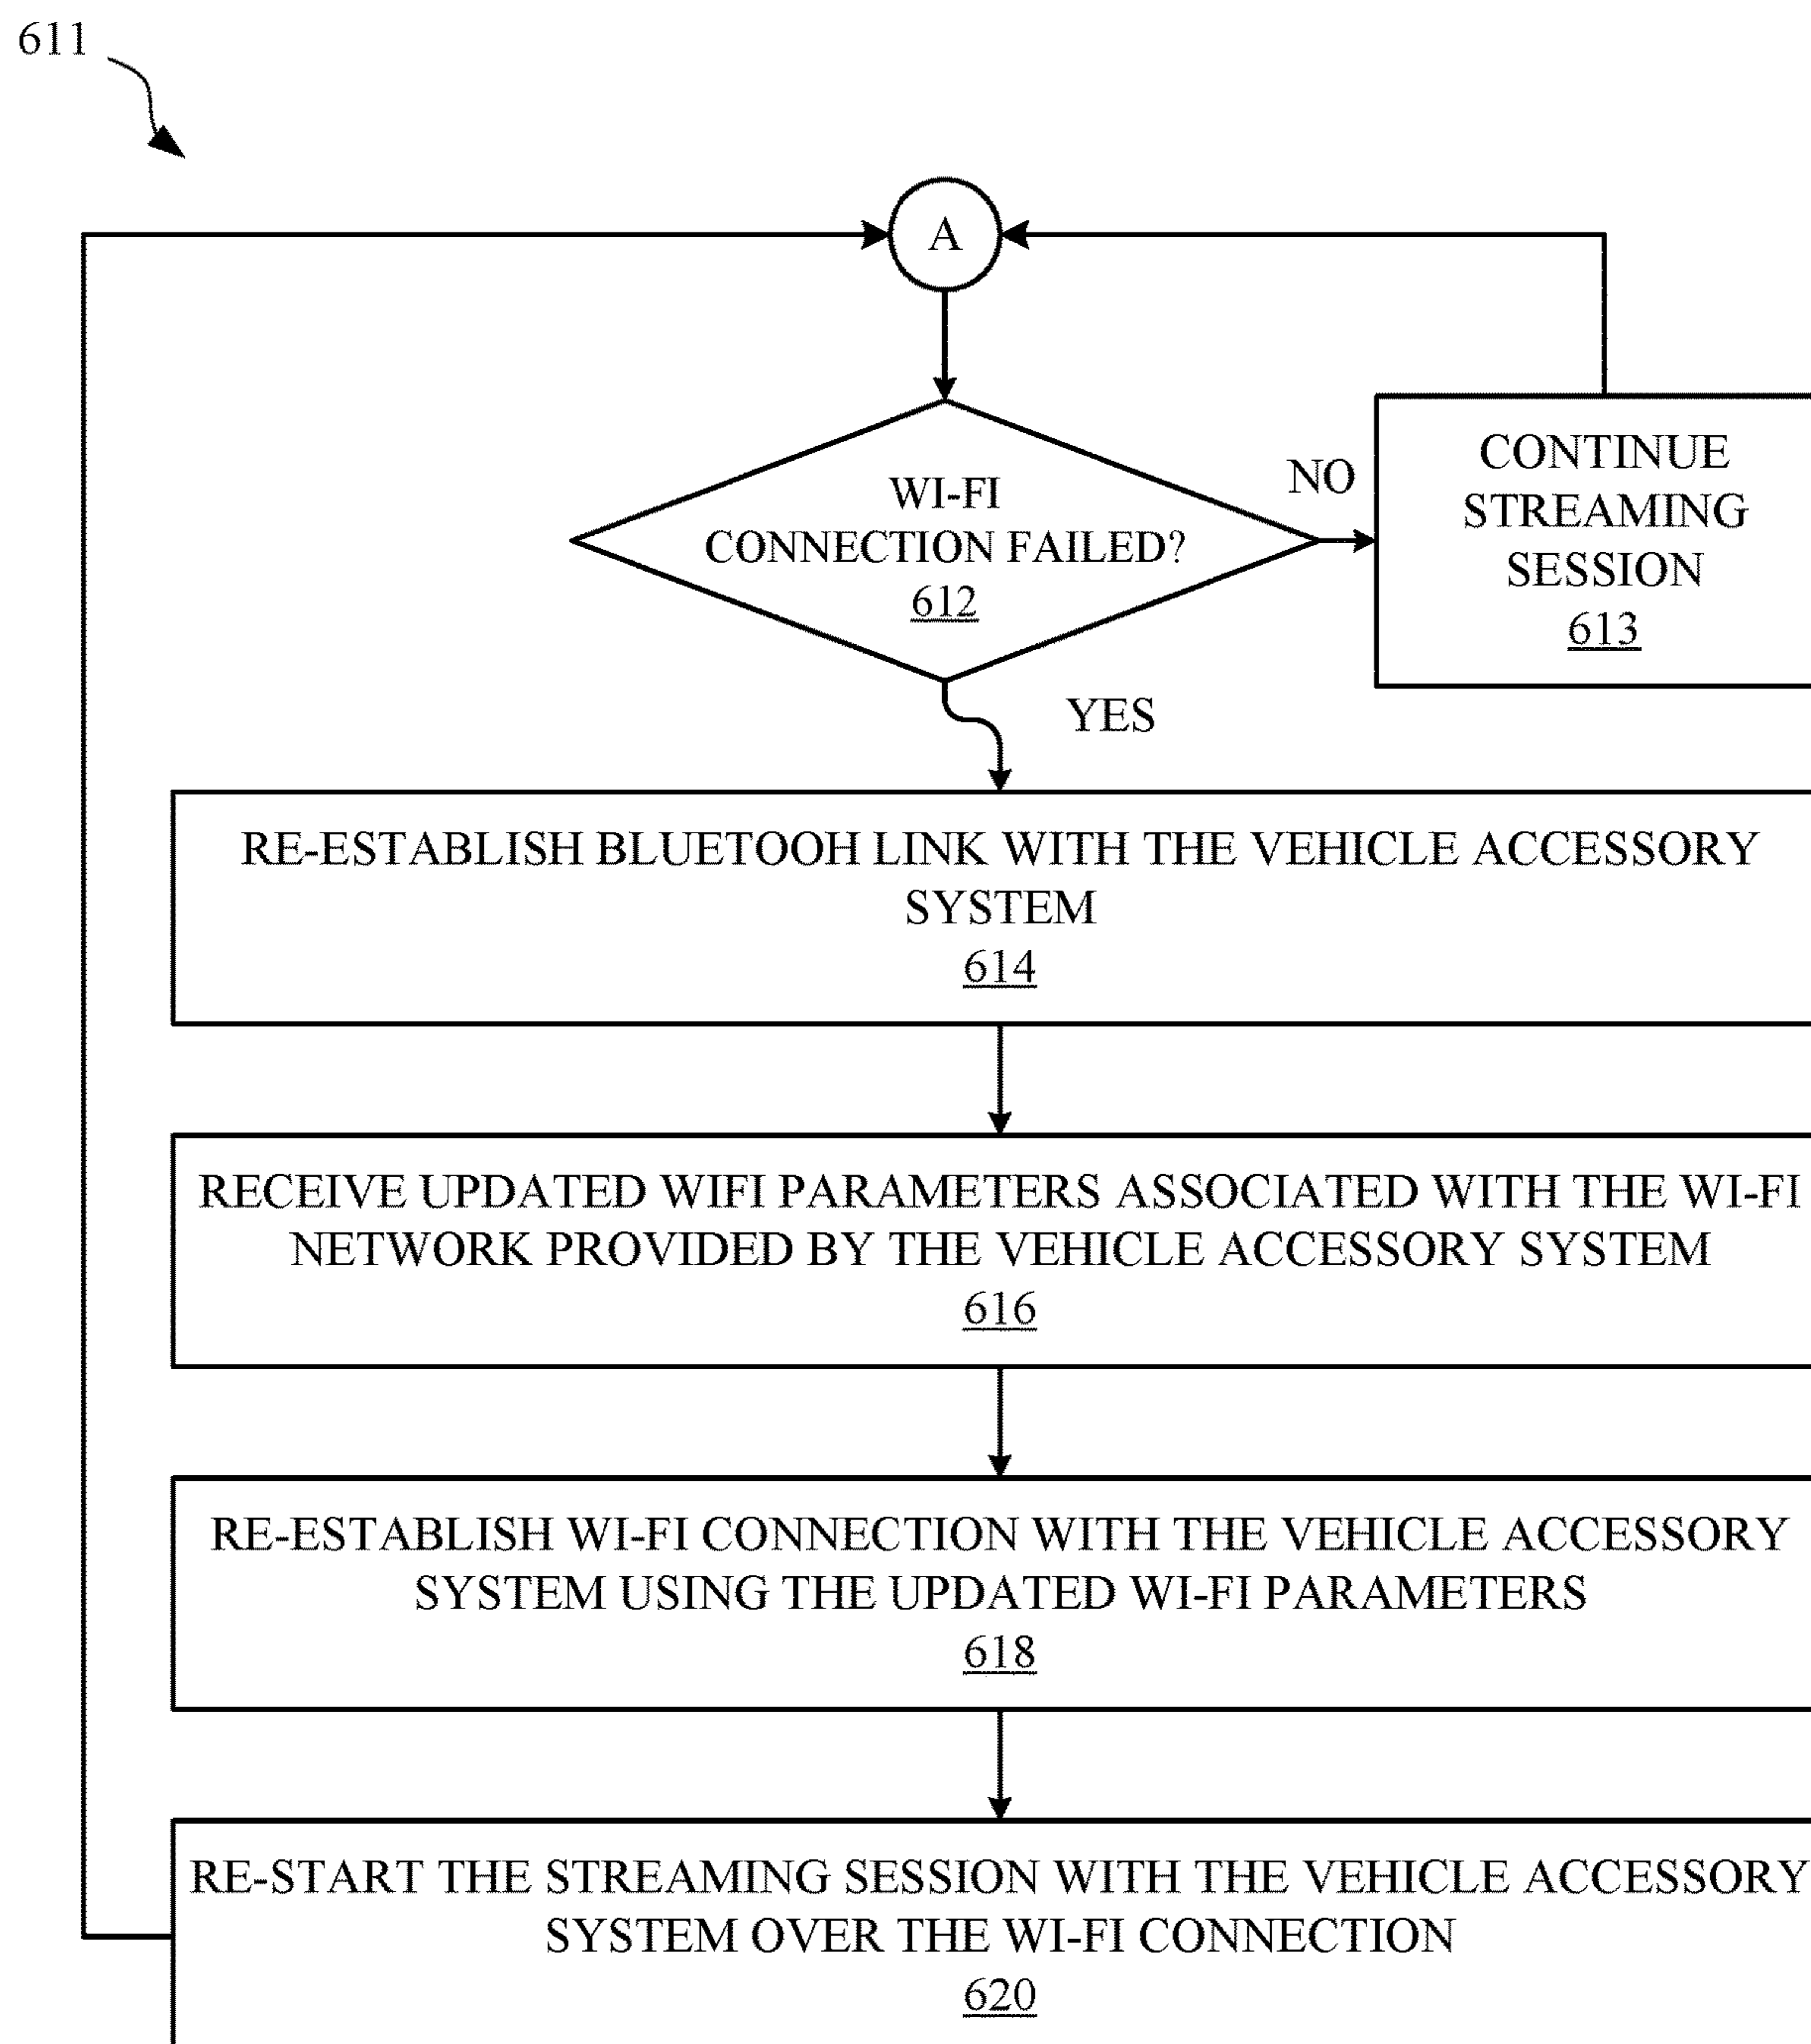 611
A
WI-FI
CONNECTION FAILED?
612
NO
CONTINUE
STREAMING
SESSION
613
YES
RE-ESTABLISH BLUETOOH LINK WITH THE VEHICLE ACCESSORY
SYSTEM
614
RECEIVE UPDATED WIFI PARAMETERS ASSOCIATED WITH THE WI-FI
NETWORK PROVIDED BY THE VEHICLE ACCESSORY SYSTEM
616
RE-ESTABLISH WI-FI CONNECTION WITH THE VEHICLE ACCESSORY
SYSTEM USING THE UPDATED WI-FI PARAMETERS
618
RE-START THE STREAMING SESSION WITH THE VEHICLE ACCESSORY
SYSTEM OVER THE WI-FI CONNECTION
620